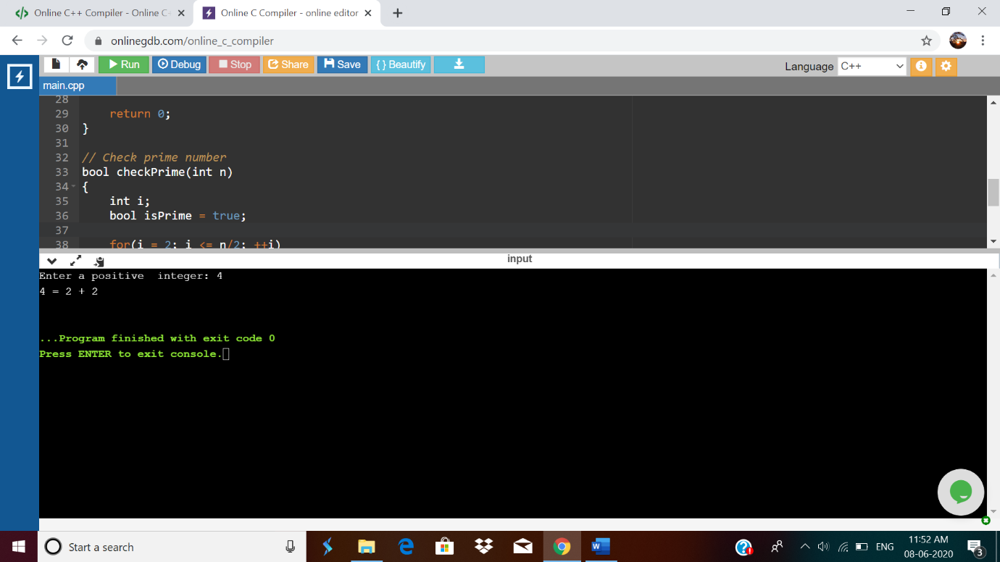 Online C++ Compiler - Online C
Online C Compiler - online editor
onlinegdb.com/online_c_compiler
Run Debug Stop Share Save {} Beautify
Language C++
main.cpp
28
29 return 0;
30 }
31
32 // Check prime number
33 bool checkPrime(int n)
34 {
35 int i;
36 bool isPrime = true;
37
38 for(i = 2; i <= n/2; ++i)
input
Enter a positive  integer: 4
4 = 2 + 2
...Program finished with exit code 0
Press ENTER to exit console.
Start a search
ENG
11:52 AM
08-06-2020
3